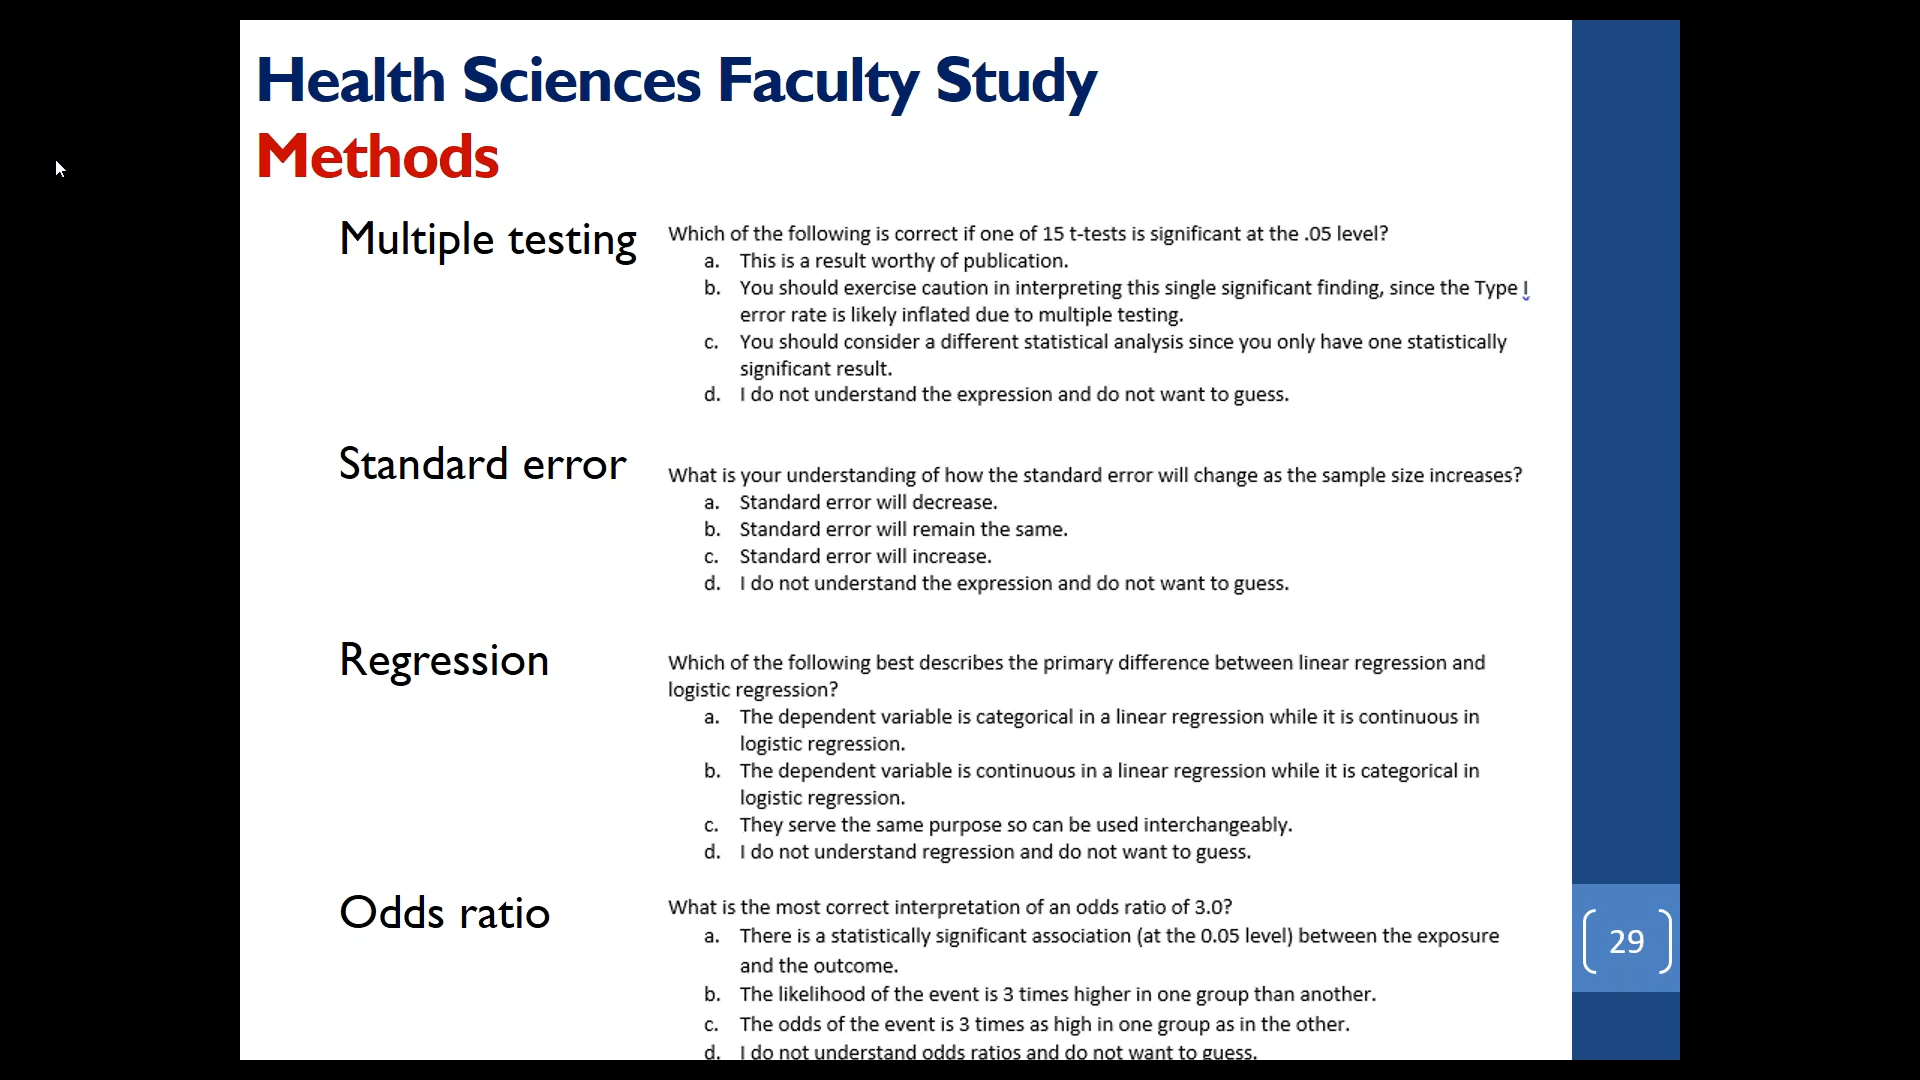 Health Sciences Faculty Study
Methods
Multiple testing
Which of the following is correct if one of 15 t-tests is significant at the .05 level?
a. This is a result worthy of publication.
b. You should exercise caution in interpreting this single significant finding, since the Type I
error rate is likely inflated due to multiple testing.
c. You should consider a different statistical analysis since you only have one statistically
significant result.
d. I do not understand the expression and do not want to guess.
Standard error
What is your understanding of how the standard error will change as the sample size increases?
a. Standard error will decrease.
b. Standard error will remain the same.
c. Standard error will increase.
d. I do not understand the expression and do not want to guess.
Regression
Which of the following best describes the primary difference between linear regression and
logistic regression?
a. The dependent variable is categorical in a linear regression while it is continuous in
logistic regression.
b. The dependent variable is continuous in a linear regression while it is categorical in
logistic regression.
c. They serve the same purpose so can be used interchangeably.
d. I do not understand regression and do not want to guess.
Odds ratio
What is the most correct interpretation of an odds ratio of 3.0?
a. There is a statistically significant association (at the 0.05 level) between the exposure
and the outcome.
b. The likelihood of the event is 3 times higher in one group than another.
c. The odds of the event is 3 times as high in one group as in the other.
d. I do not understand odds ratios and do not want to guess.
29